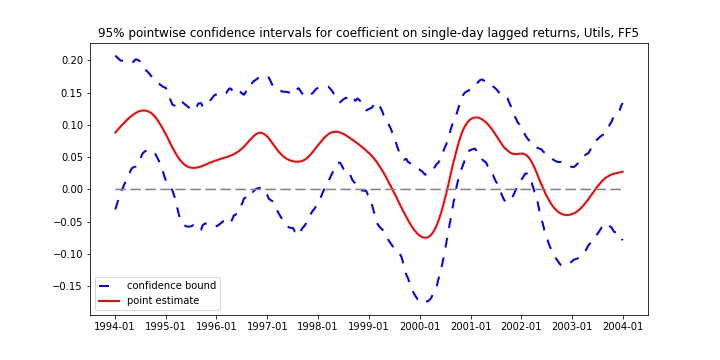 95% pointwise confidence intervals for coefficient on single-day lagged returns, Utils, FF5
0.20
0.15
0.10
0.05
0.00
−0.05
−0.10
−0.15
confidence bound
point estimate
1994-01 1995-01 1996-01 1997-01 1998-01 1999-01 2000-01 2001-01 2002-01 2003-01 2004-01